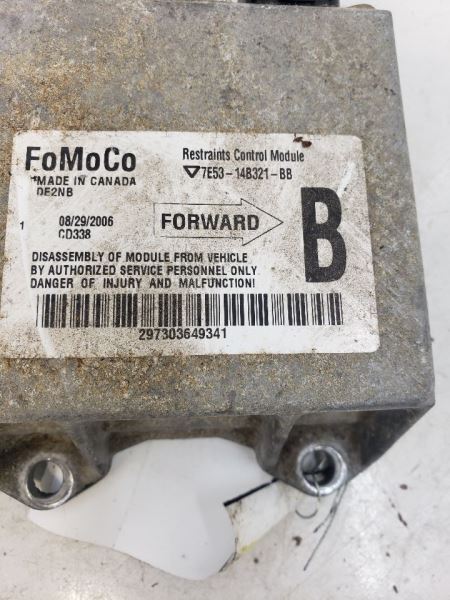 FoMoCo
Restraints Control Module
7E53-14B321-BB
*MADE IN CANADA
DE2NB
1 08/29/2006
CD338
FORWARD
B
DISASSEMBLY OF MODULE FROM VEHICLE
BY AUTHORIZED SERVICE PERSONNEL ONLY.
DANGER OF INJURY AND MALFUNCTION!
297303649341